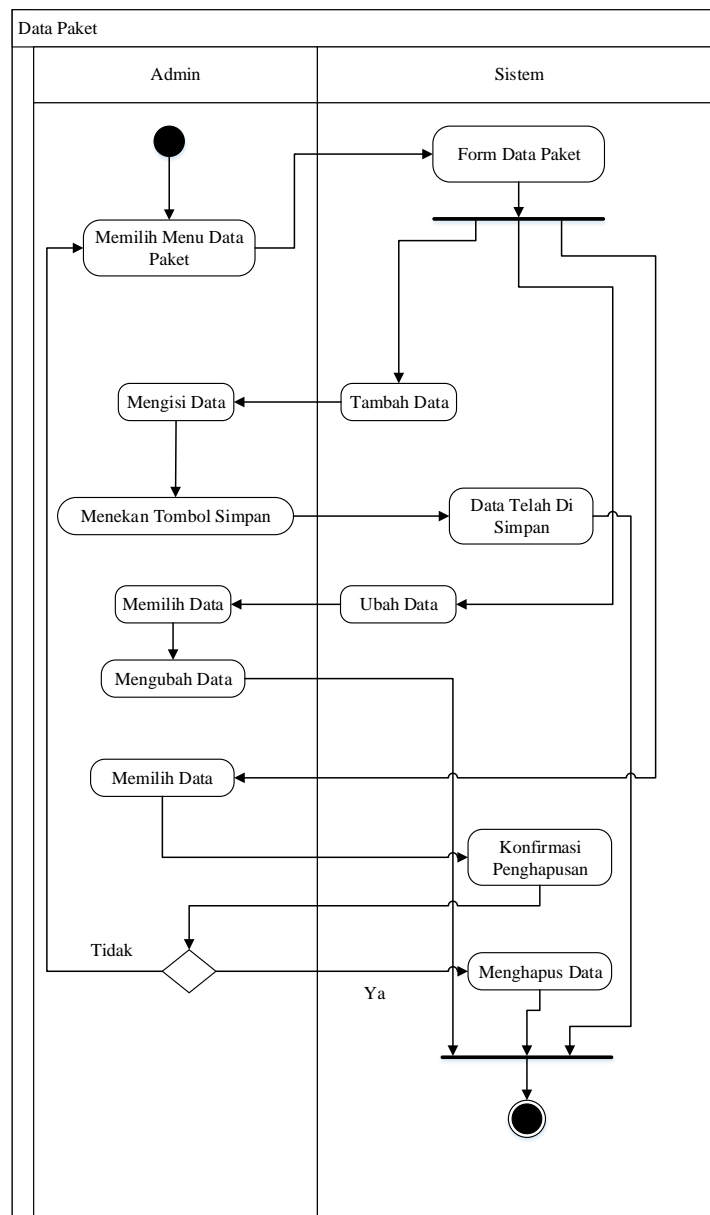 Data Paket
Admin
Sistem
Form Data Paket
Memilih Menu Data
Paket
Mengisi Data
Tambah Data
Menekan Tombol Simpan
Data Telah Di
Simpan
Memilih Data
Ubah Data
Mengubah Data
Memilih Data
Konfirmasi
Penghapusan
Tidak
Menghapus Data
Ya